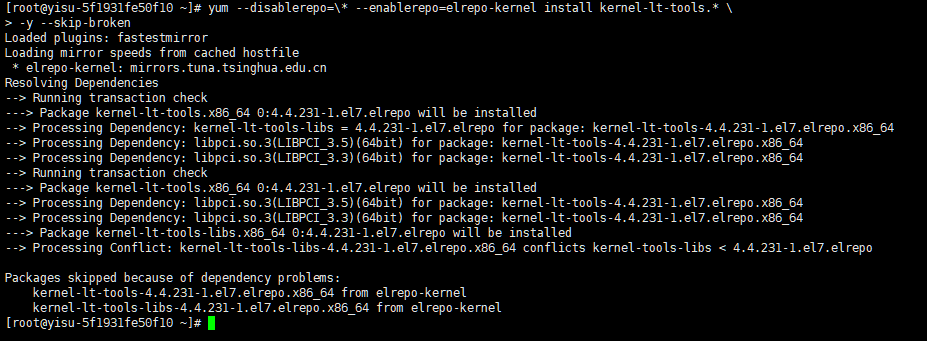 [root@yisu-5f1931fe50f10 ~]# yum --disablerepo=\* --enablerepo=elrepo-kernel install kernel-lt-tools.* \
> -y --skip-broken
Loaded plugins: fastestmirror
Loading mirror speeds from cached hostfile
 * elrepo-kernel: mirrors.tuna.tsinghua.edu.cn
Resolving Dependencies
--> Running transaction check
---> Package kernel-lt-tools.x86_64 0:4.4.231-1.el7.elrepo will be installed
--> Processing Dependency: kernel-lt-tools-libs = 4.4.231-1.el7.elrepo for package: kernel-lt-tools-4.4.231-1.el7.elrepo.x86_64
--> Processing Dependency: libpci.so.3(LIBPCI_3.5)(64bit) for package: kernel-lt-tools-4.4.231-1.el7.elrepo.x86_64
--> Processing Dependency: libpci.so.3(LIBPCI_3.3)(64bit) for package: kernel-lt-tools-4.4.231-1.el7.elrepo.x86_64
--> Running transaction check
---> Package kernel-lt-tools.x86_64 0:4.4.231-1.el7.elrepo will be installed
--> Processing Dependency: libpci.so.3(LIBPCI_3.5)(64bit) for package: kernel-lt-tools-4.4.231-1.el7.elrepo.x86_64
--> Processing Dependency: libpci.so.3(LIBPCI_3.3)(64bit) for package: kernel-lt-tools-4.4.231-1.el7.elrepo.x86_64
---> Package kernel-lt-tools-libs.x86_64 0:4.4.231-1.el7.elrepo will be installed
--> Processing Conflict: kernel-lt-tools-libs-4.4.231-1.el7.elrepo.x86_64 conflicts kernel-tools-libs < 4.4.231-1.el7.elrepo

Packages skipped because of dependency problems:
    kernel-lt-tools-4.4.231-1.el7.elrepo.x86_64 from elrepo-kernel
    kernel-lt-tools-libs-4.4.231-1.el7.elrepo.x86_64 from elrepo-kernel
[root@yisu-5f1931fe50f10 ~]#